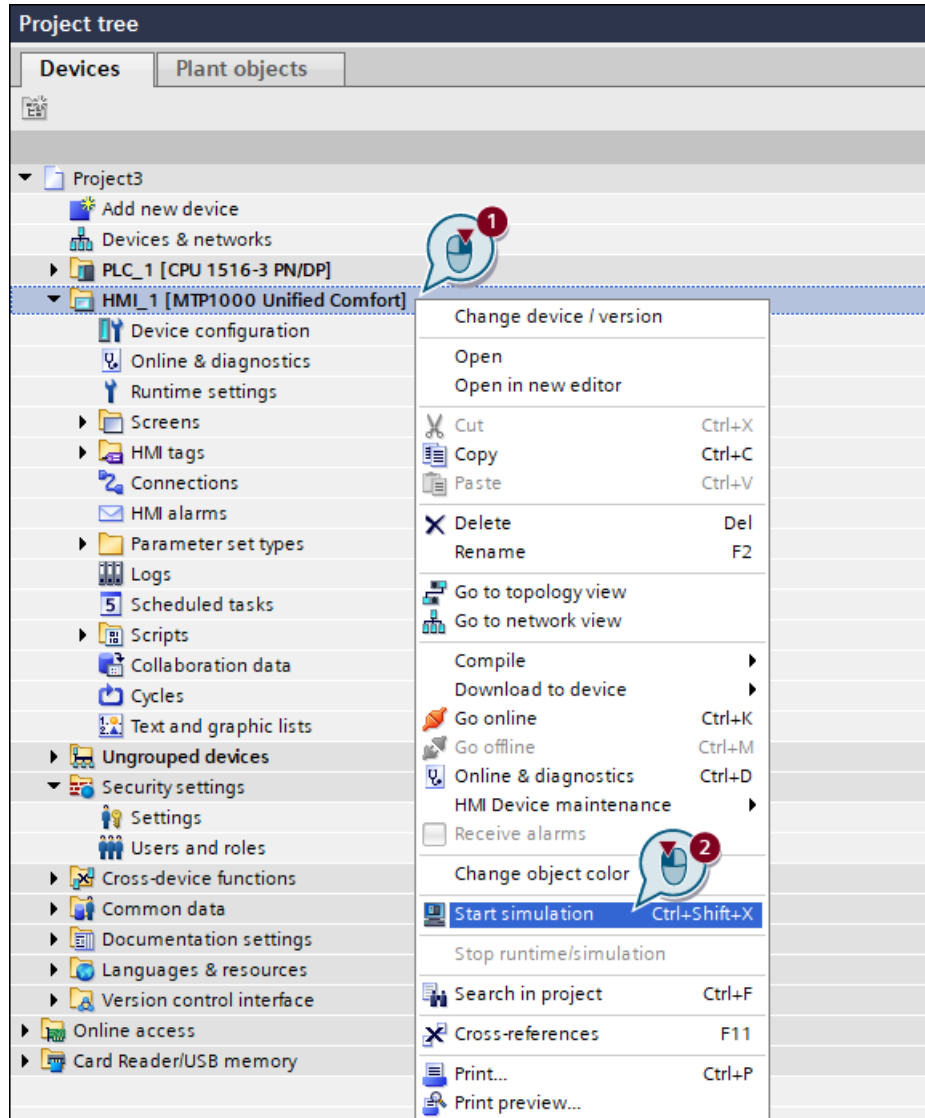 Project tree
Devices
Plant objects
Project3
Add new device
Devices & networks
PLC_1 [CPU 1516-3 PN/DP]
HMI_1 [MTP1000 Unified Comfort]
Device configuration
Online & diagnostics
Runtime settings
Screens
HMI tags
Connections
HMI alarms
Parameter set types
Logs
5 Scheduled tasks
Scripts
Collaboration data
Cycles
Text and graphic lists
Ungrouped devices
Security settings
Settings
Users and roles
Cross-device functions
Common data
Documentation settings
Languages & resources
Version control interface
Online access
Card Reader/USB memory
1
Change device / version
Open
Open in new editor
Cut Ctrl+X
Copy Ctrl+C
Paste Ctrl+V
Delete Del
Rename F2
Go to topology view
Go to network view
Compile
Download to device
Go online Ctrl+K
Go offline Ctrl+M
Online & diagnostics Ctrl+D
HMI Device maintenance
Receive alarms
2
Change object color
Start simulation Ctrl+Shift+X
Stop runtime/simulation
Search in project Ctrl+F
Cross-references F11
Print... Ctrl+P
Print preview...